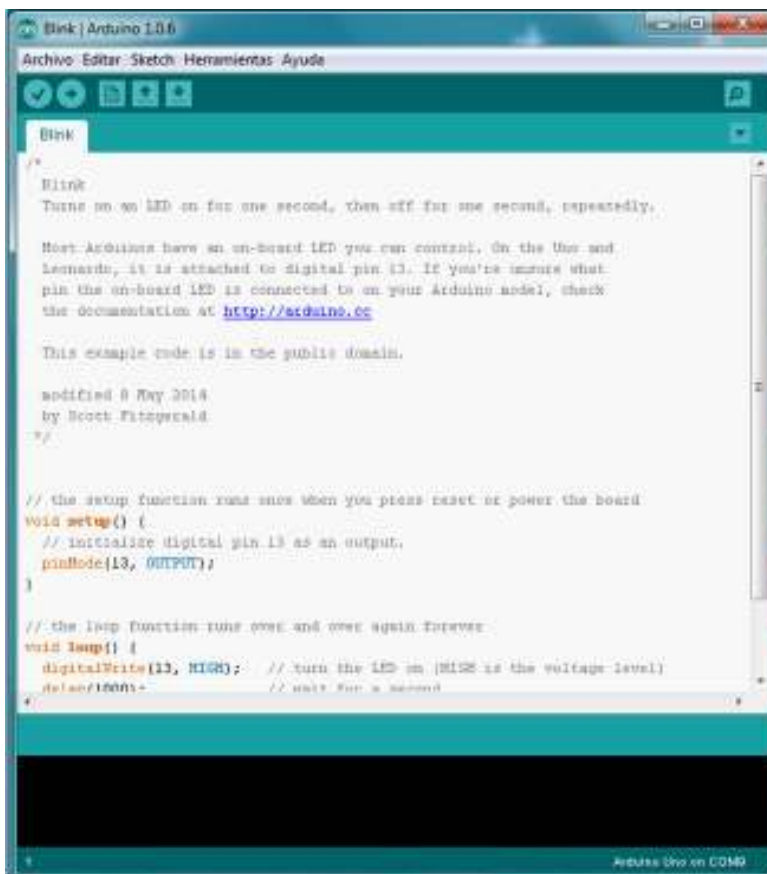 Blink | Arduino 1.0.6
Archivo Editar Sketch Herramientas Ayuda
Blink
/*
Blink
Turns on an LED on for one second, then off for one second, repeatedly.
Most Arduinos have an on-board LED you can control. On the Uno and
Leonardo, it is attached to digital pin 13. If you're unsure what
pin the on-board LED is connected to on your Arduino model, check
the documentation at http://arduino.cc
This example code is in the public domain.
modified 8 May 2014
by Scott Fitzgerald
*/
// the setup function runs once when you press reset or power the board
void setup() {
// initialize digital pin 13 as an output.
pinMode(13, OUTPUT);
}
// the loop function runs over and over again forever
void loop() {
digitalWrite(13, HIGH); // turn the LED on (HIGH is the voltage level)
delay(1000); // wait for a second
Arduino Uno on COM9